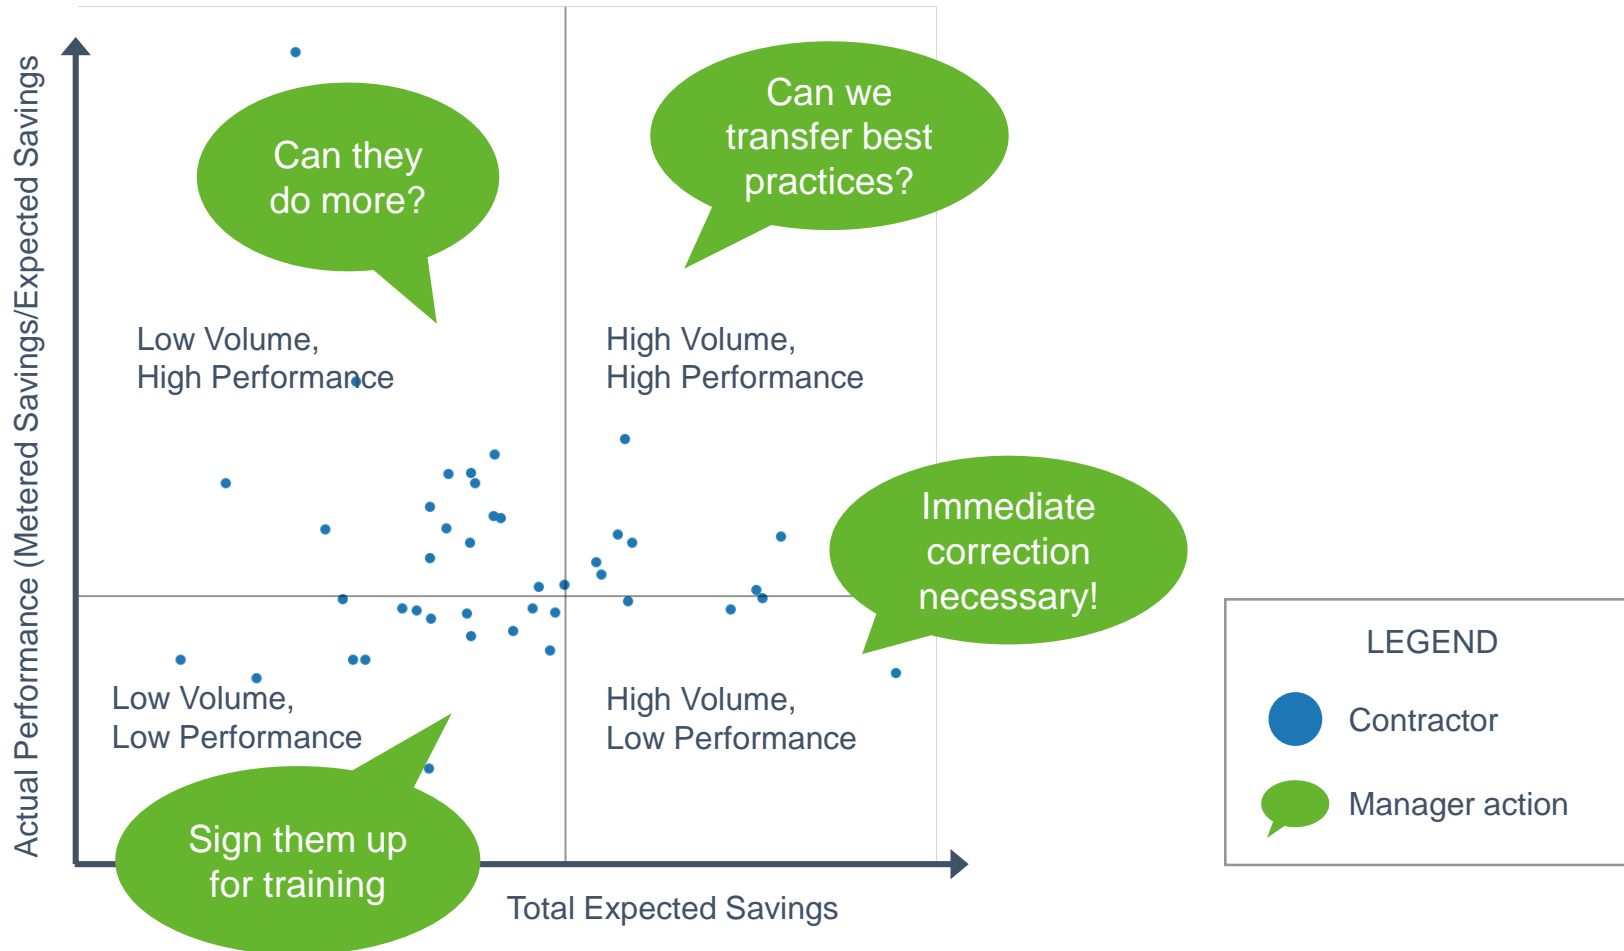 Actual Performance (Metered Savings/Expected Savings
Can they
do more?
Can we
transfer best
practices?
Low Volume,
High Performance
High Volume,
High Performance
Immediate
correction
necessary!
Low Volume,
Low Performance
High Volume,
Low Performance
Sign them up
for training
Total Expected Savings
LEGEND
Contractor
Manager action